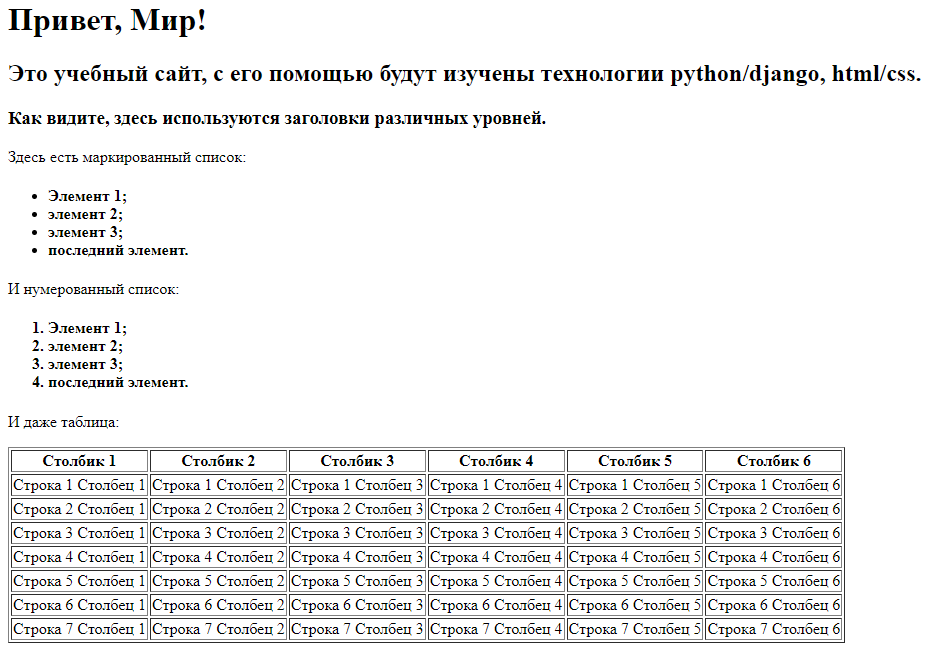 Привет, Мир!
Это учебный сайт, с его помощью будут изучены технологии python/django, html/css.
Как видите, здесь используются заголовки различных уровней.
Здесь есть маркированный список:
• Элемент 1;
• элемент 2;
• элемент 3;
• последний элемент.
И нумерованный список:
1. Элемент 1;
2. элемент 2;
3. элемент 3;
4. последний элемент.
И даже таблица:
Столбик 1 Столбик 2 Столбик 3 Столбик 4 Столбик 5 Столбик 6
Строка 1 Столбец 1 Строка 1 Столбец 2 Строка 1 Столбец 3 Строка 1 Столбец 4 Строка 1 Столбец 5 Строка 1 Столбец 6
Строка 2 Столбец 1 Строка 2 Столбец 2 Строка 2 Столбец 3 Строка 2 Столбец 4 Строка 2 Столбец 5 Строка 2 Столбец 6
Строка 3 Столбец 1 Строка 3 Столбец 2 Строка 3 Столбец 3 Строка 3 Столбец 4 Строка 3 Столбец 5 Строка 3 Столбец 6
Строка 4 Столбец 1 Строка 4 Столбец 2 Строка 4 Столбец 3 Строка 4 Столбец 4 Строка 4 Столбец 5 Строка 4 Столбец 6
Строка 5 Столбец 1 Строка 5 Столбец 2 Строка 5 Столбец 3 Строка 5 Столбец 4 Строка 5 Столбец 5 Строка 5 Столбец 6
Строка 6 Столбец 1 Строка 6 Столбец 2 Строка 6 Столбец 3 Строка 6 Столбец 4 Строка 6 Столбец 5 Строка 6 Столбец 6
Строка 7 Столбец 1 Строка 7 Столбец 2 Строка 7 Столбец 3 Строка 7 Столбец 4 Строка 7 Столбец 5 Строка 7 Столбец 6